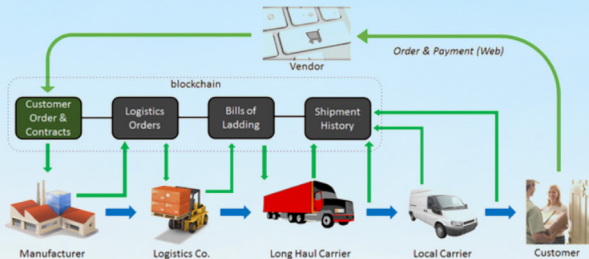 Order & Payment (Web)
Vendor
blockchain
Customer
Order &
Contracts
Logistics
Orders
Bills of
Ladding
Shipment
History
Manufacturer
Logistics Co.
Long Haul Carrier
Local Carrier
Customer